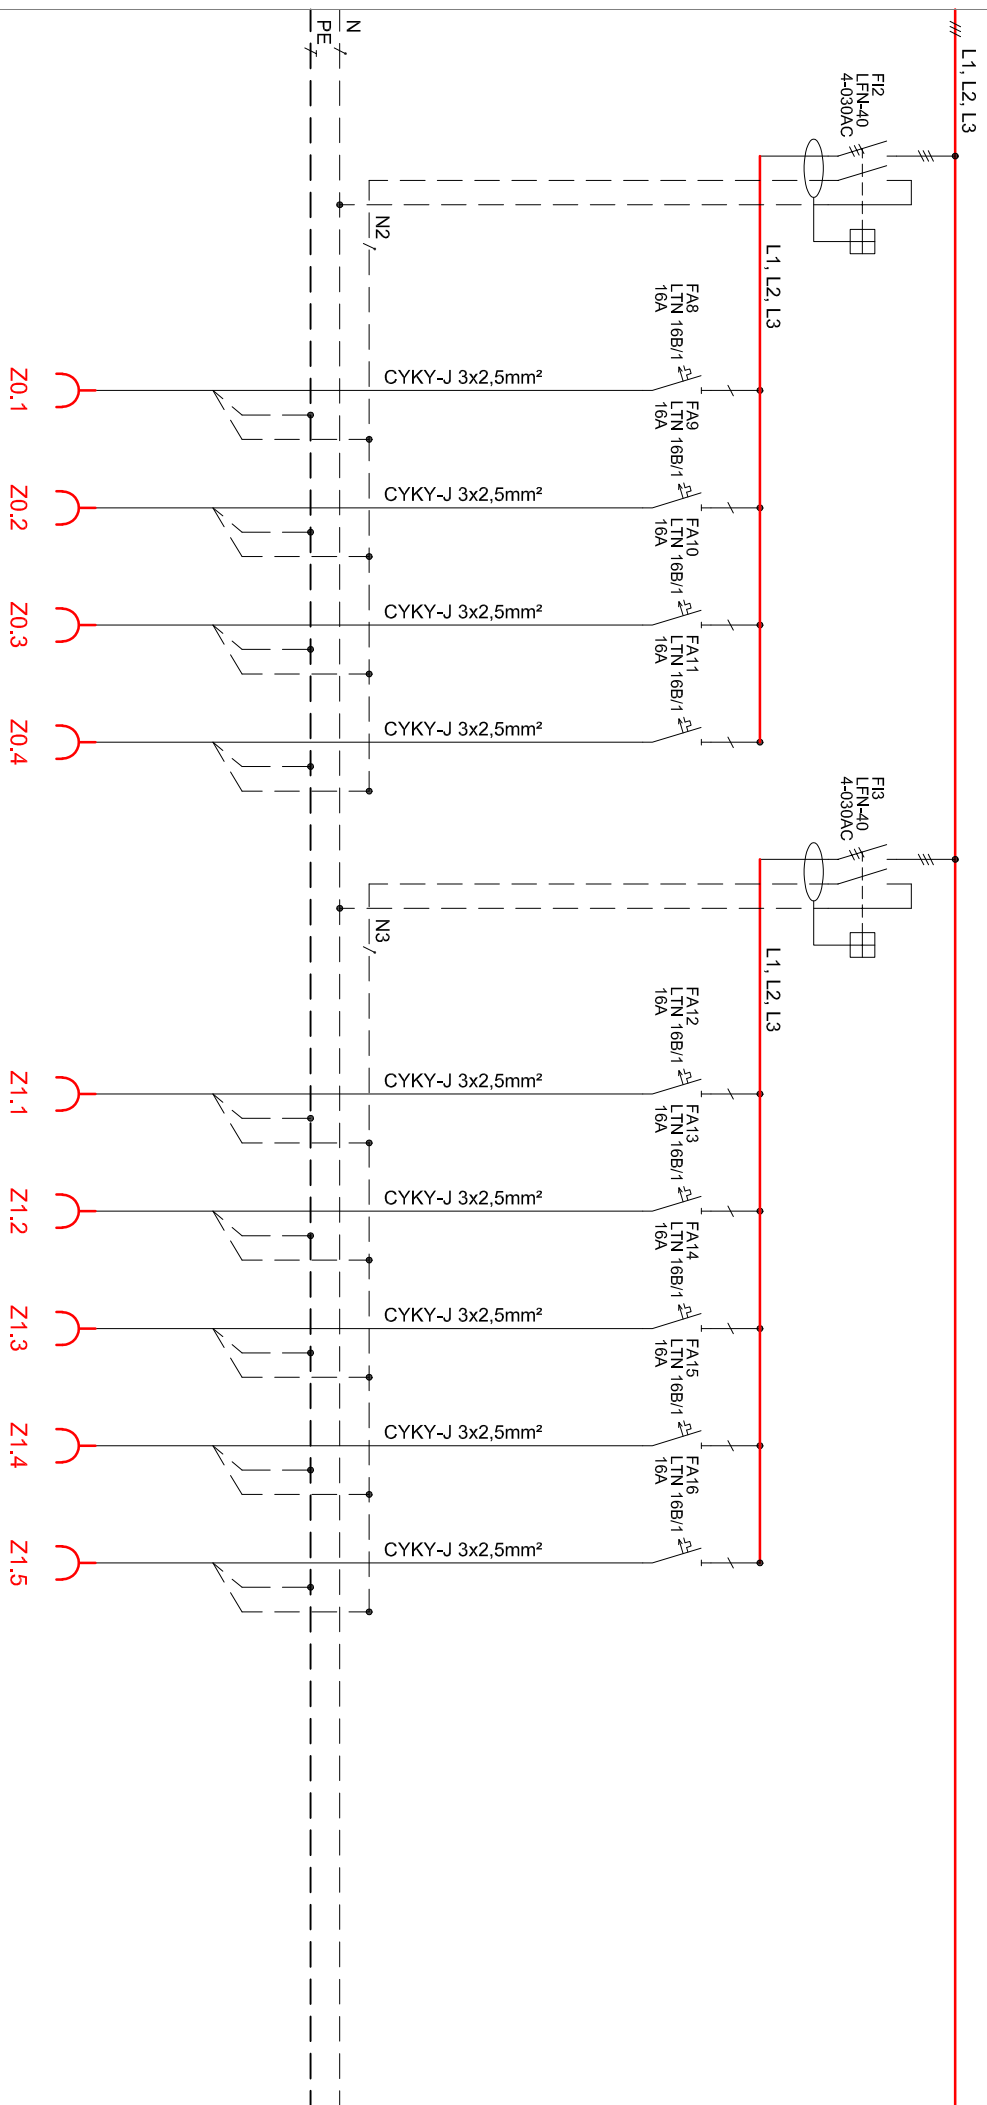 L1, L2, L3
FI2
LFN-40
4-030AC
L1, L2, L3
N
PE
N2
FA8
LTN 16B/1
16A
CYKY-J 3x2,5mm²
Z0.1
FA9
LTN 16B/1
16A
CYKY-J 3x2,5mm²
Z0.2
FA10
LTN 16B/1
16A
CYKY-J 3x2,5mm²
Z0.3
FA11
LTN 16B/1
16A
CYKY-J 3x2,5mm²
Z0.4
FI3
LFN-40
4-030AC
L1, L2, L3
N3
FA12
LTN 16B/1
16A
CYKY-J 3x2,5mm²
Z1.1
FA13
LTN 16B/1
16A
CYKY-J 3x2,5mm²
Z1.2
FA14
LTN 16B/1
16A
CYKY-J 3x2,5mm²
Z1.3
FA15
LTN 16B/1
16A
CYKY-J 3x2,5mm²
Z1.4
FA16
LTN 16B/1
16A
CYKY-J 3x2,5mm²
Z1.5